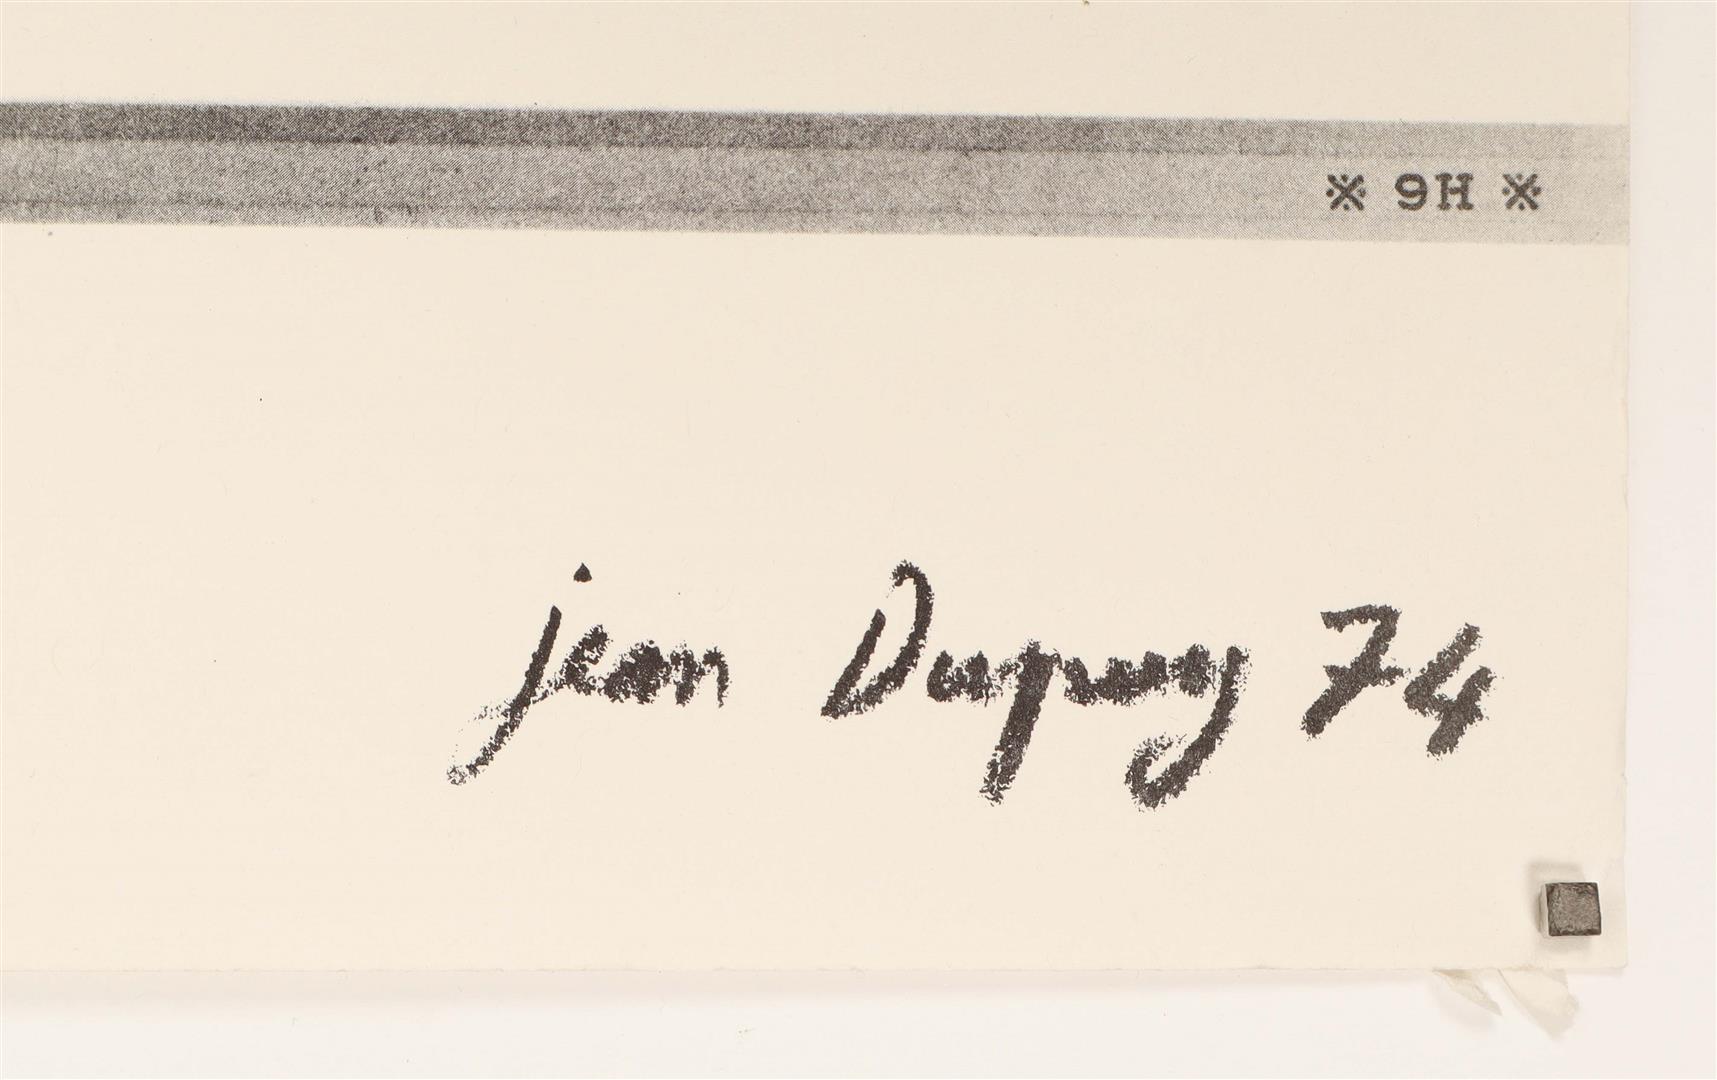 ※ 9H ※
jean Dupuy 74